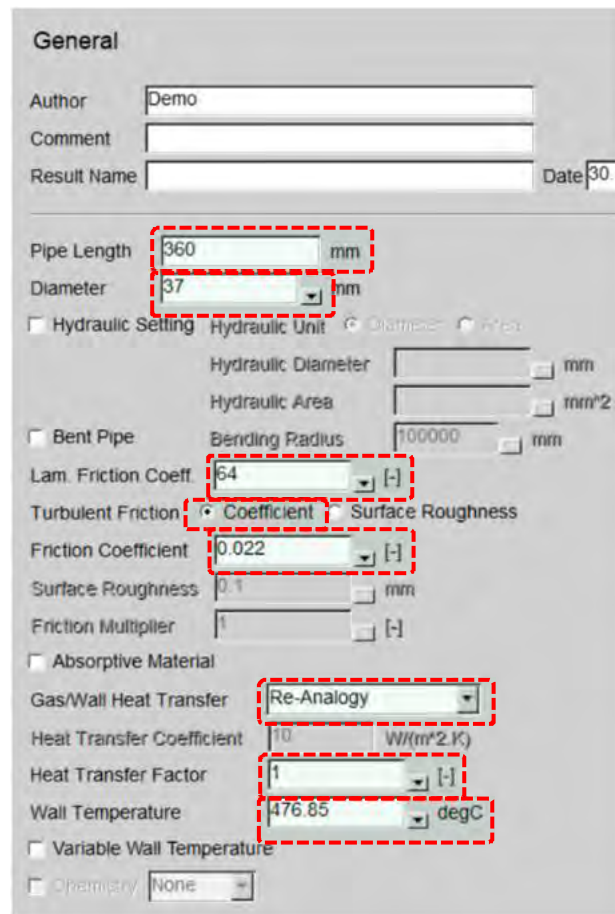 General
Author Demo
Comment
Result Name Date 30.
Pipe Length 360 mm
Diameter 37 mm
Hydraulic Setting Hydraulic Unit Diameter Area
Hydraulic Diameter mm
Hydraulic Area mm^2
Bent Pipe Bending Radius 100000 mm
Lam. Friction Coeff. 64 [-]
Turbulent Friction Coefficient Surface Roughness
Friction Coefficient 0.022 [-]
Surface Roughness 0.1 mm
Friction Multiplier 1 [-]
Absorptive Material
Gas/Wall Heat Transfer Re-Analogy
Heat Transfer Coefficient 10 W/(m^2.K)
Heat Transfer Factor 1 [-]
Wall Temperature 476.85 degC
Variable Wall Temperature
Chemistry None